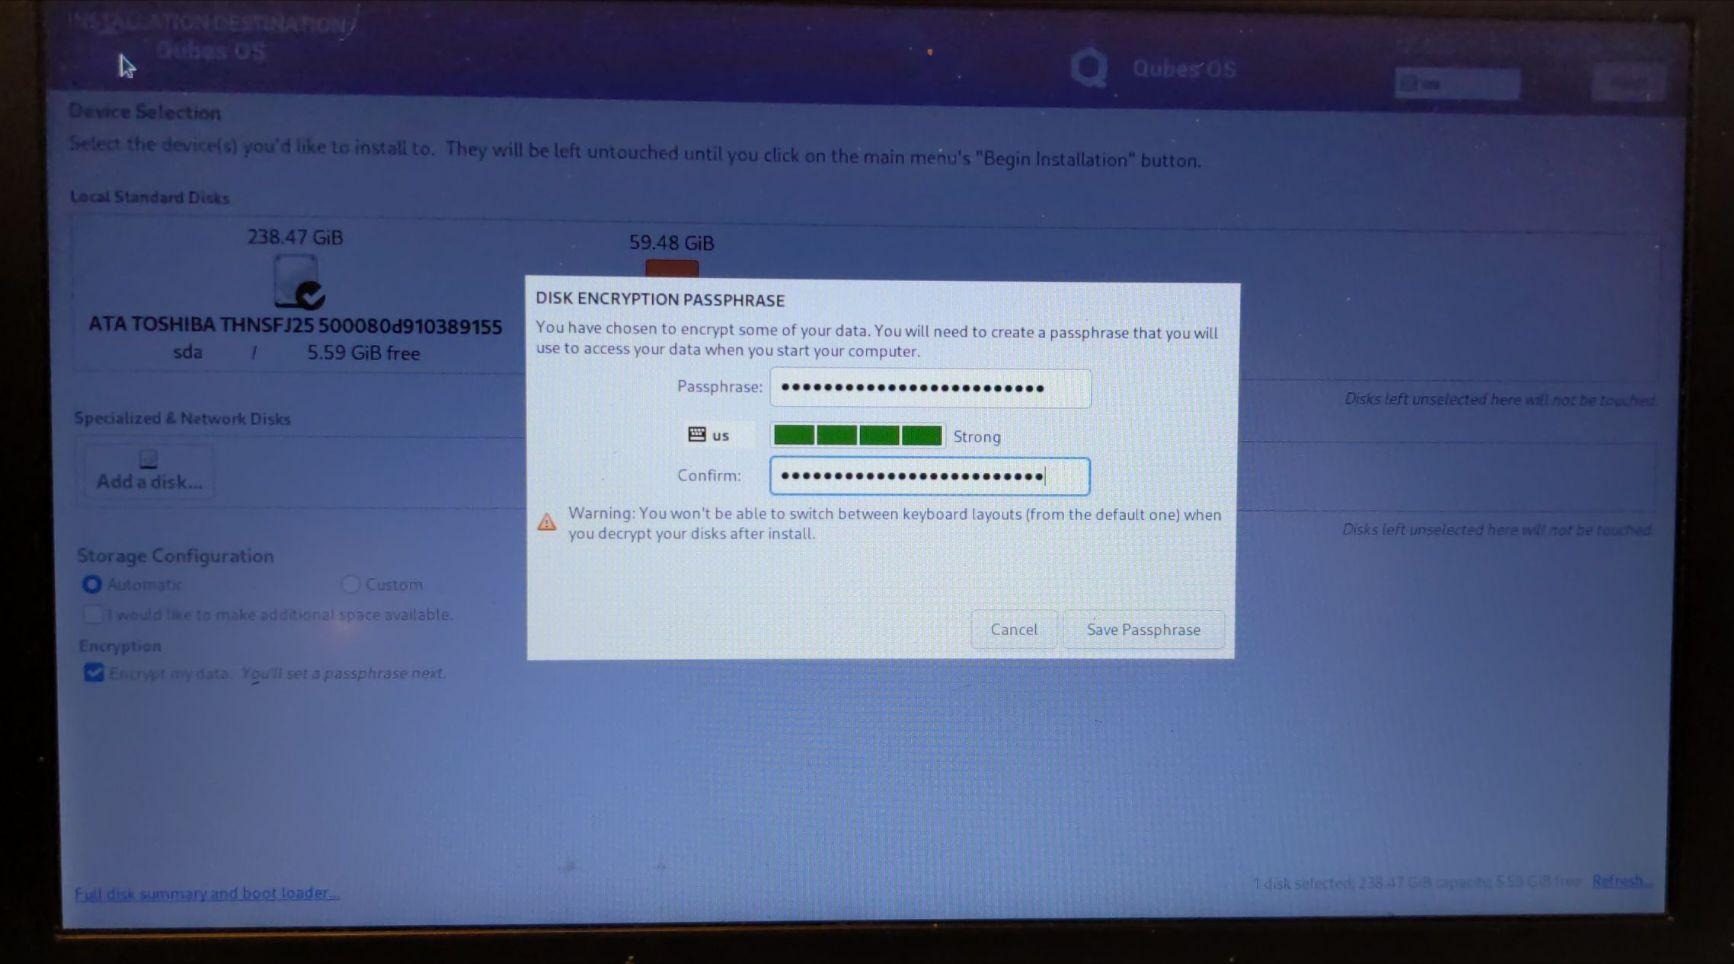 INSTALLATION DESTINATION
Qubes OS
Qubes OS
us
Device Selection
Select the device(s) you'd like to install to. They will be left untouched until you click on the main menu's "Begin Installation" button.
Local Standard Disks
238.47 GiB
59.48 GiB
ATA TOSHIBA THNSFJ25 500080d910389155
sda / 5.59 GiB free
DISK ENCRYPTION PASSPHRASE
You have chosen to encrypt some of your data. You will need to create a passphrase that you will
use to access your data when you start your computer.
Passphrase: •••••••••••••••••••••••••
us Strong
Confirm: •••••••••••••••••••••••••
Warning: You won't be able to switch between keyboard layouts (from the default one) when
you decrypt your disks after install.
Cancel Save Passphrase
Disks left unselected here will not be touched.
Specialized & Network Disks
Add a disk...
Disks left unselected here will not be touched.
Storage Configuration
Automatic Custom
I would like to make additional space available.
Encryption
Encrypt my data. You'll set a passphrase next.
Full disk summary and boot loader...
1 disk selected; 238.47 GiB capacity; 5.59 GiB free Refresh...